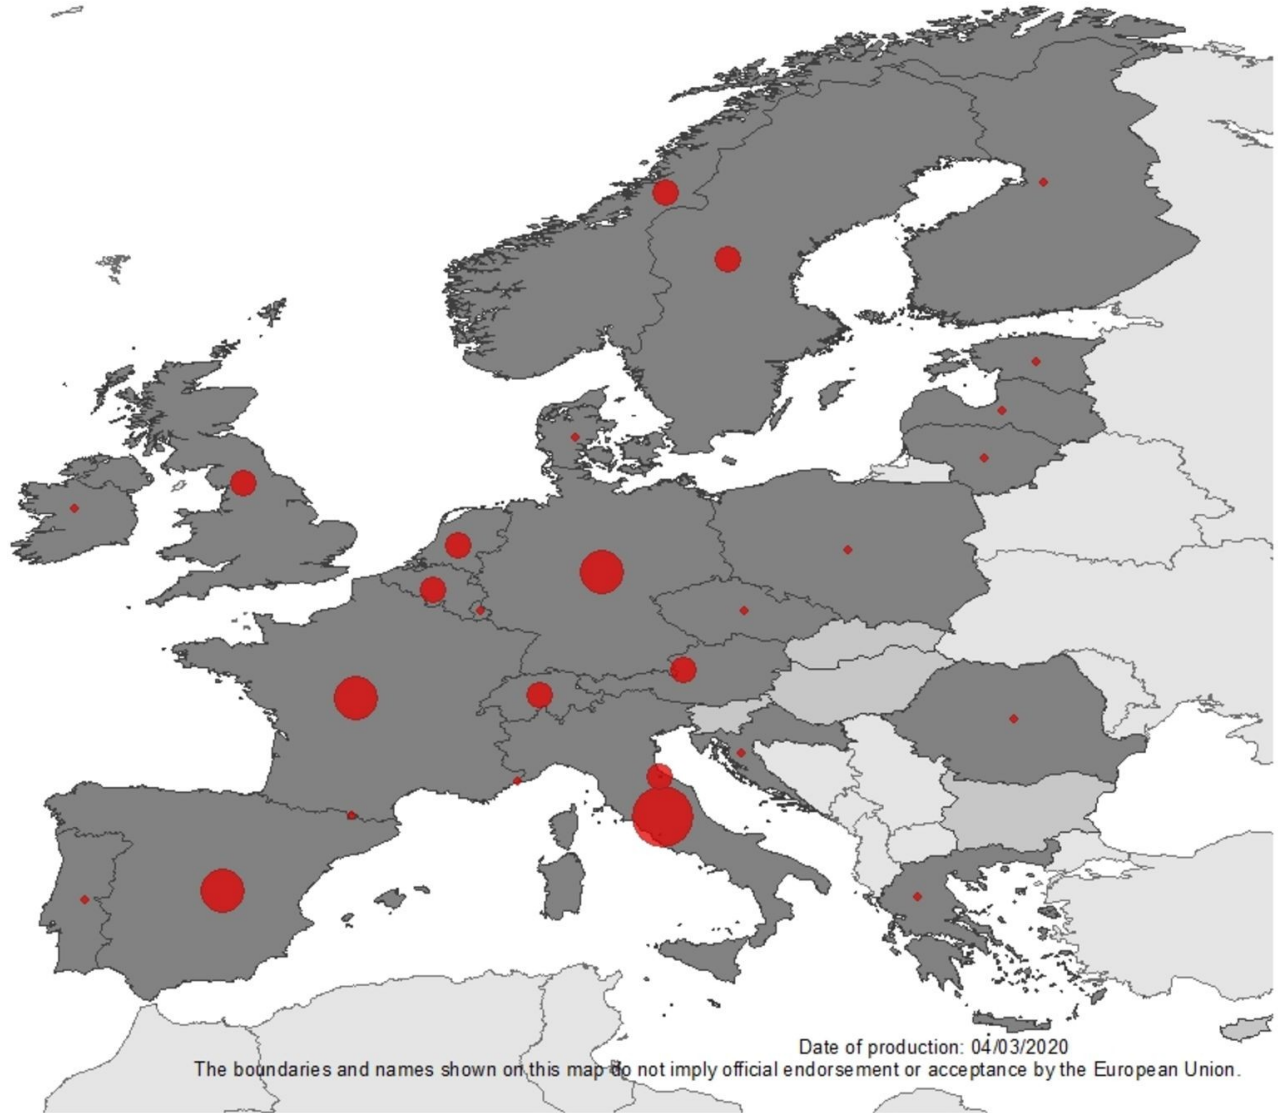 Date of production: 04/03/2020
The boundaries and names shown on this map do not imply official endorsement or acceptance by the European Union.